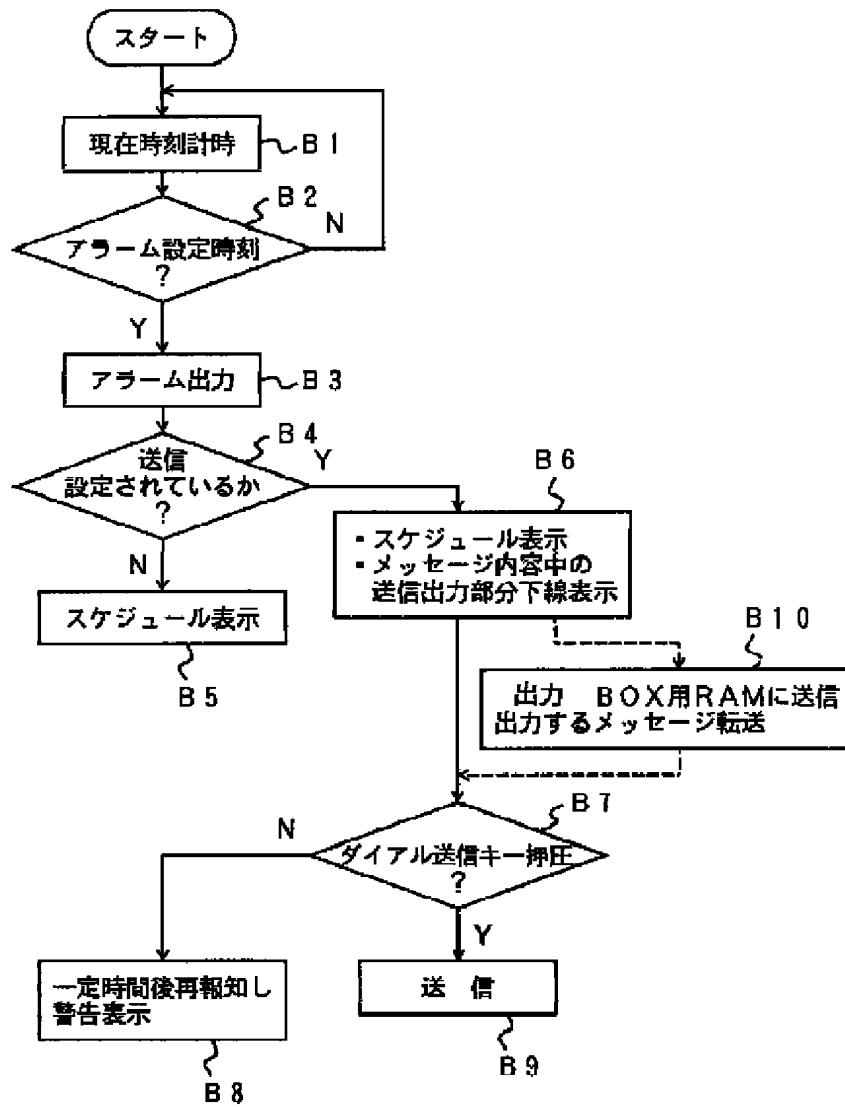 スタート
現在時刻計時
B1
B2
アラーム設定時刻
?
N
Y
アラーム出力
B3
B4
送信
設定されているか
?
Y
N
B6
・スケジュール表示
・メッセージ内容中の
送信出力部分下線表示
スケジュール表示
B5
B10
出力 BOX用RAMに送信
出力するメッセージ転送
B7
N
ダイアル送信キー押圧
?
Y
一定時間後再報知し
警告表示
B8
送 信
B9